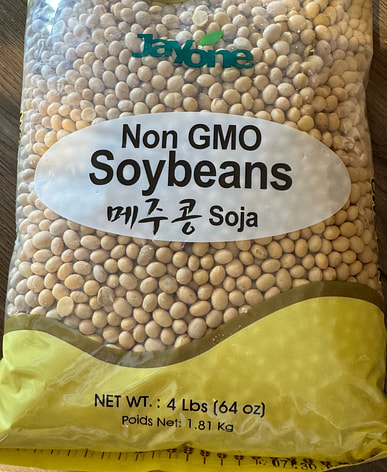 Jayone
Non GMO
Soybeans
메주콩 Soja
NET WT. : 4 Lbs (64 oz)
Poids Net: 1.81 Kg